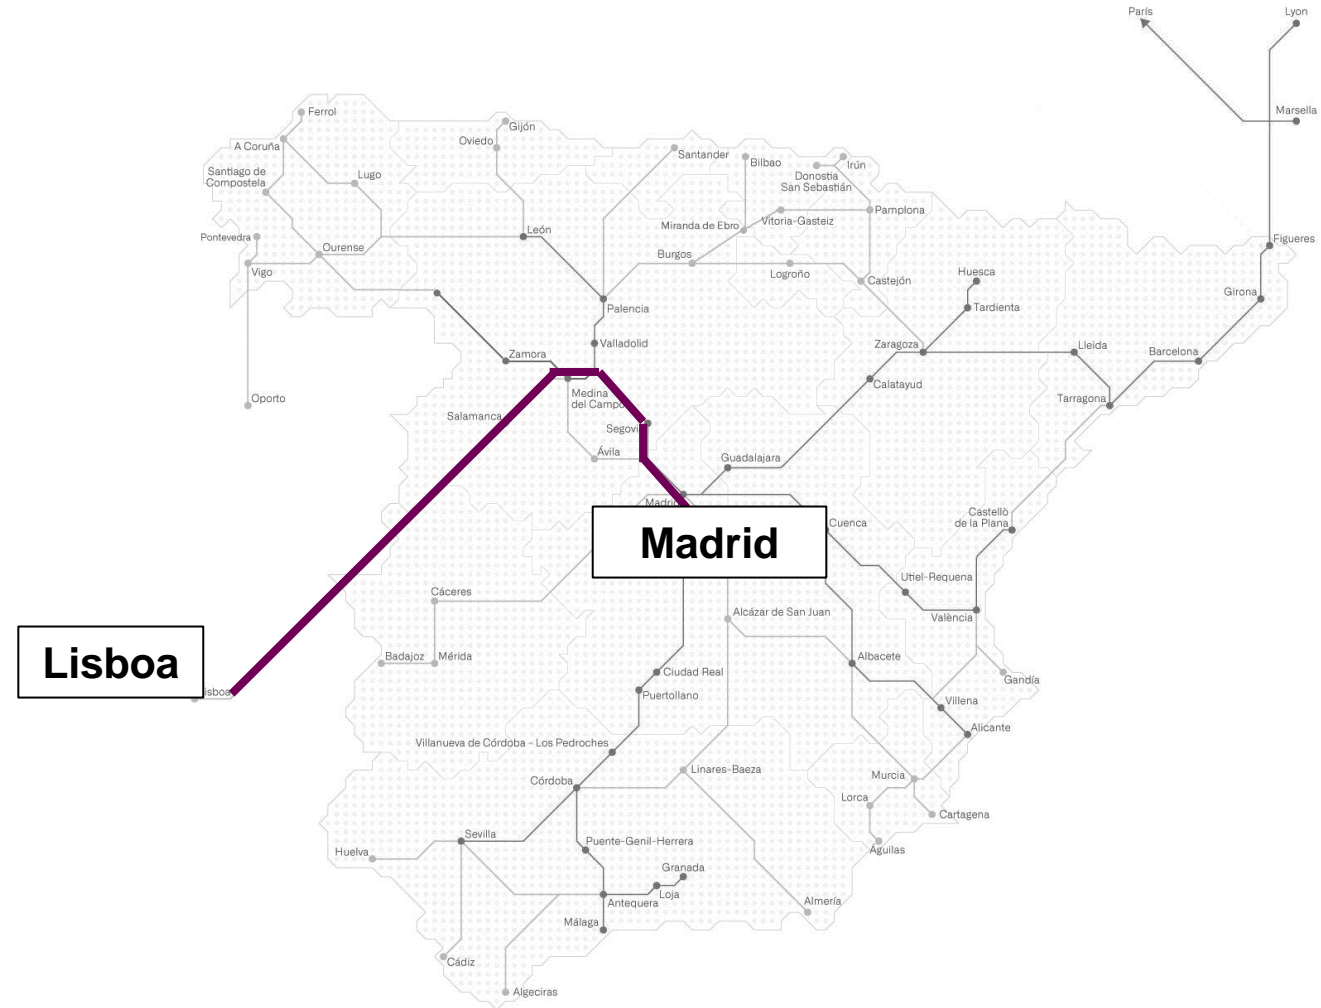 París
Lyon
Marsella
Ferrol
Gijón
A Coruña
Oviedo
Santander
Bilbao
Irún
Donostia
San Sebastián
Santiago de
Compostela
Lugo
Pamplona
Vitoria-Gasteiz
Miranda de Ebro
León
Pontevedra
Ourense
Figueres
Burgos
Vigo
Logroño
Huesca
Castejón
Girona
Palencia
Tardienta
Valladolid
Zaragoza
Lleida
Barcelona
Zamora
Calatayud
Medina
del Campo
Oporto
Tarragona
Salamanca
Segovi
Ávila
Guadalajara
Madrid
Castelló
de la Plana
Cuenca
Madrid
Utiel-Requena
Cáceres
Alcázar de San Juan
València
Lisboa
Badajoz
Mérida
Albacete
Ciudad Real
Gandía
isboa
Puertollano
Villena
Alicante
Villanueva de Córdoba - Los Pedroches
Linares-Baeza
Murcia
Córdoba
Lorca
Cartagena
Sevilla
Puente-Genil-Herrera
Águilas
Huelva
Granada
Loja
Antequera
Almería
Málaga
Cádiz
Algeciras